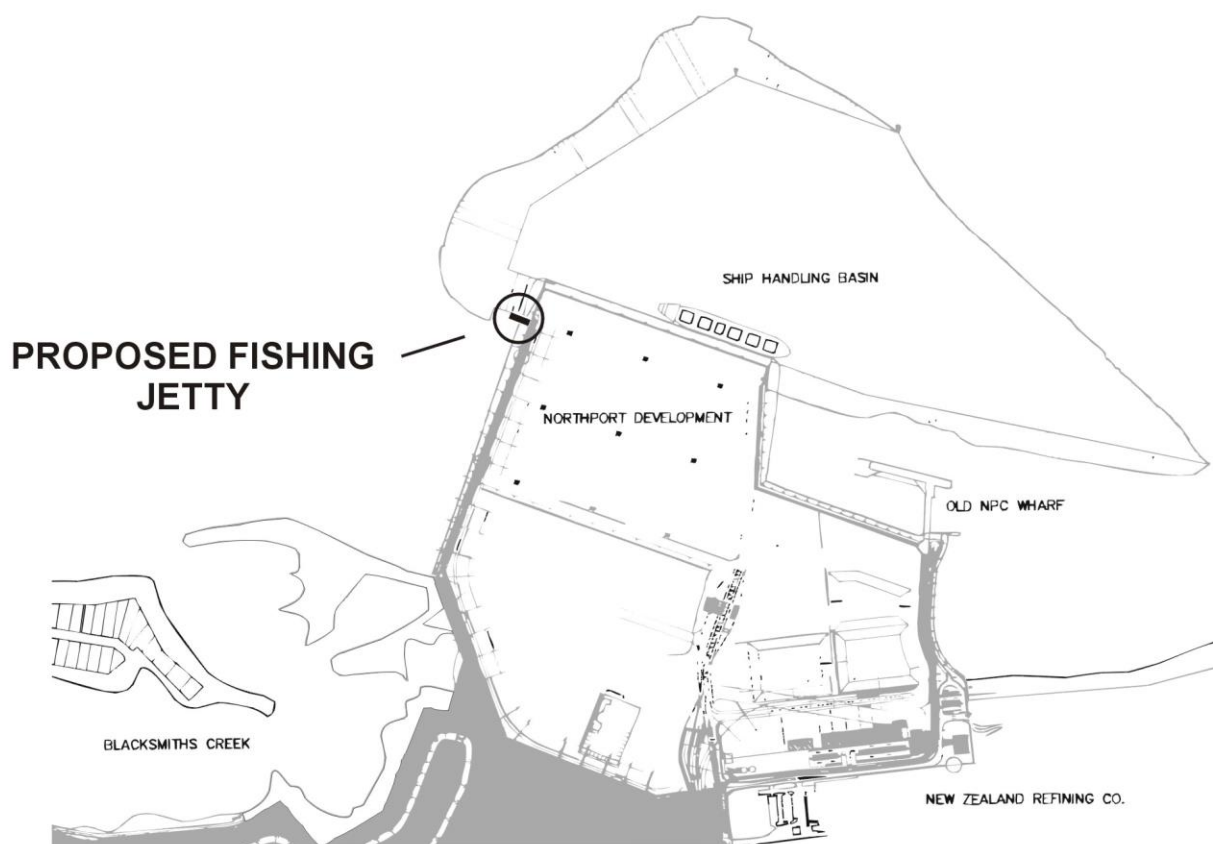 SHIP HANDLING BASIN
PROPOSED FISHING
JETTY
NORTHPORT DEVELOPMENT
OLD NPC WHARF
BLACKSMITHS CREEK
NEW ZEALAND REFINING CO.